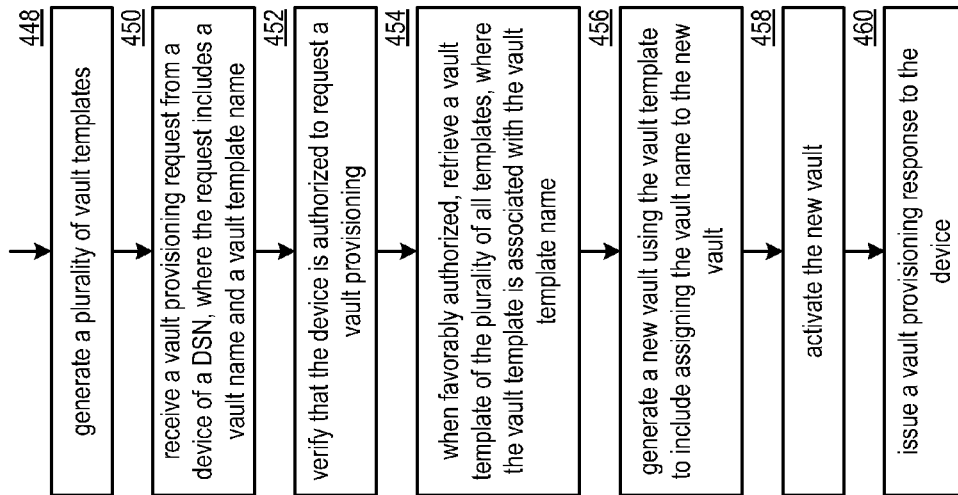 448
generate a plurality of vault templates
450
receive a vault provisioning request from a
device of a DSN, where the request includes a
vault name and a vault template name
452
verify that the device is authorized to request a
vault provisioning
454
when favorably authorized, retrieve a vault
template of the plurality of all templates, where
the vault template is associated with the vault
template name
456
generate a new vault using the vault template
to include assigning the vault name to the new
vault
458
activate the new vault
460
issue a vault provisioning response to the
device